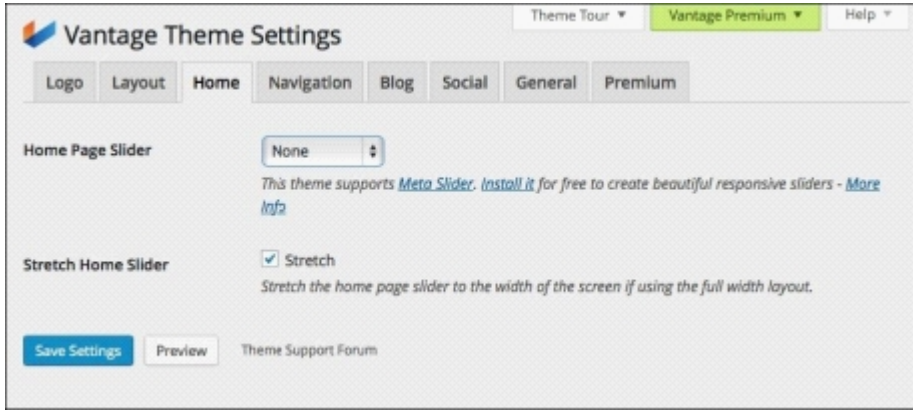 Theme Tour ▼ Vantage Premium ▼ Help ▼
Vantage Theme Settings
Logo Layout Home Navigation Blog Social General Premium
Home Page Slider None
This theme supports Meta Slider. Install it for free to create beautiful responsive sliders - More
Info
Stretch Home Slider Stretch
Stretch the home page slider to the width of the screen if using the full width layout.
Save Settings Preview Theme Support Forum